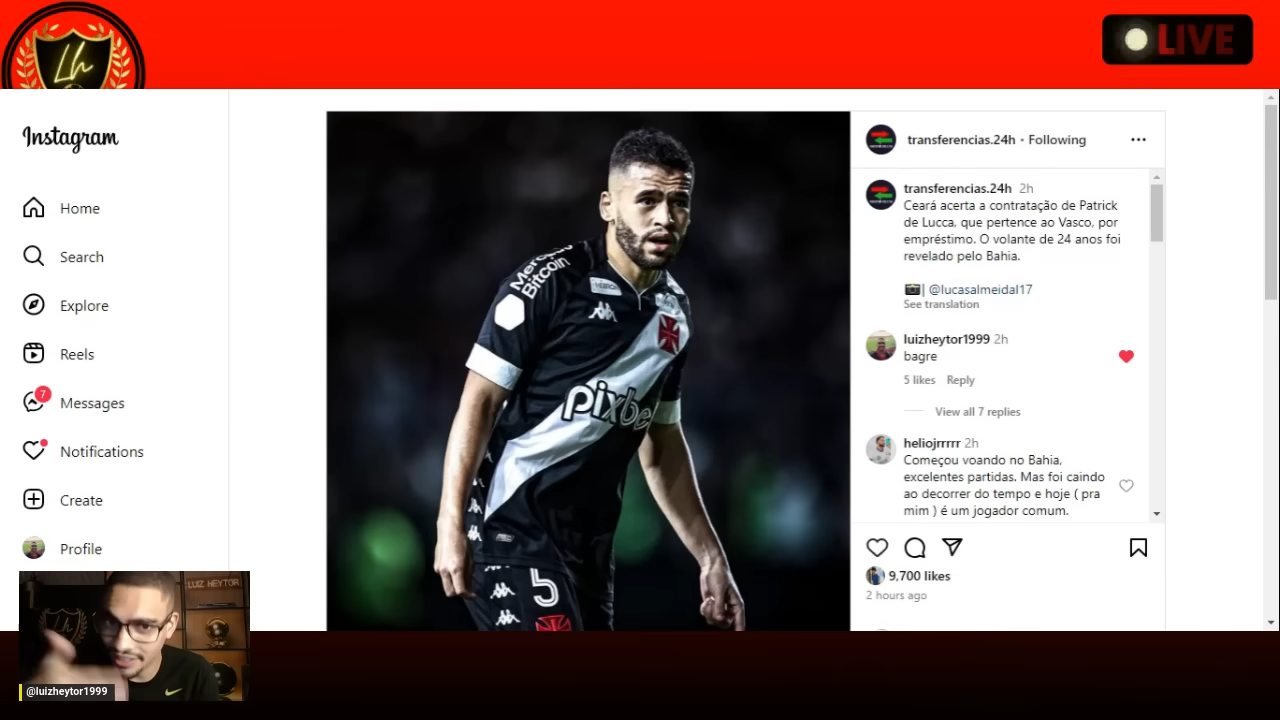 Lh
LIVE
Instagram
Home
Search
Explore
Reels
7
Messages
Notifications
Create
Profile
Mercado
Bitcoin
pixbet
5
transferencias.24h • Following
transferencias.24h 2h
Ceará acerta a contratação de Patrick
de Lucca, que pertence ao Vasco, por
empréstimo. O volante de 24 anos foi
revelado pelo Bahia.
📸| @lucasalmeidal17
See translation
luizheytor1999 2h
bagre
5 likes Reply
View all 7 replies
heliojrrrrr 2h
Começou voando no Bahia,
excelentes partidas. Mas foi caindo
ao decorrer do tempo e hoje ( pra
mim ) é um jogador comum.
9,700 likes
2 hours ago
LUIZ HEYTOR
Lh
@luizheytor1999